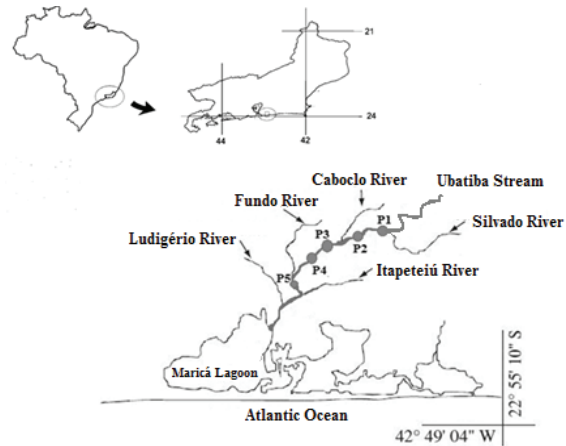 21
24
44
42
Caboclo River
Ubatiba Stream
Fundo River
P1
Silvado River
Ludigério River
P3
P2
P4
Itapeteiú River
P5
Maricá Lagoon
Atlantic Ocean
22° 55' 10" S
42° 49' 04" W